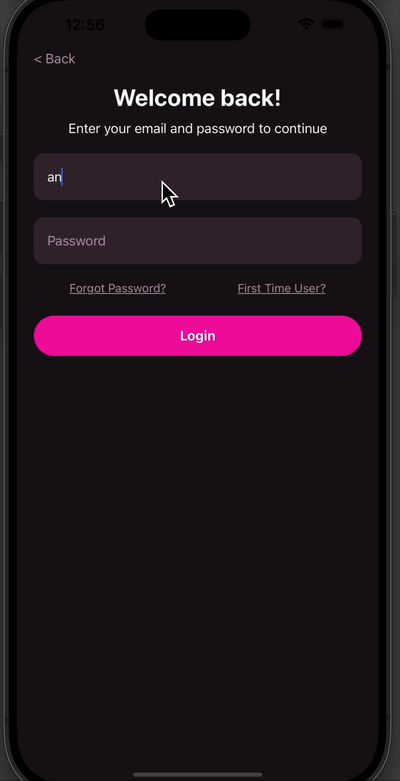 12:56
< Back
Welcome back!
Enter your email and password to continue
an
Password
Forgot Password? First Time User?
Login